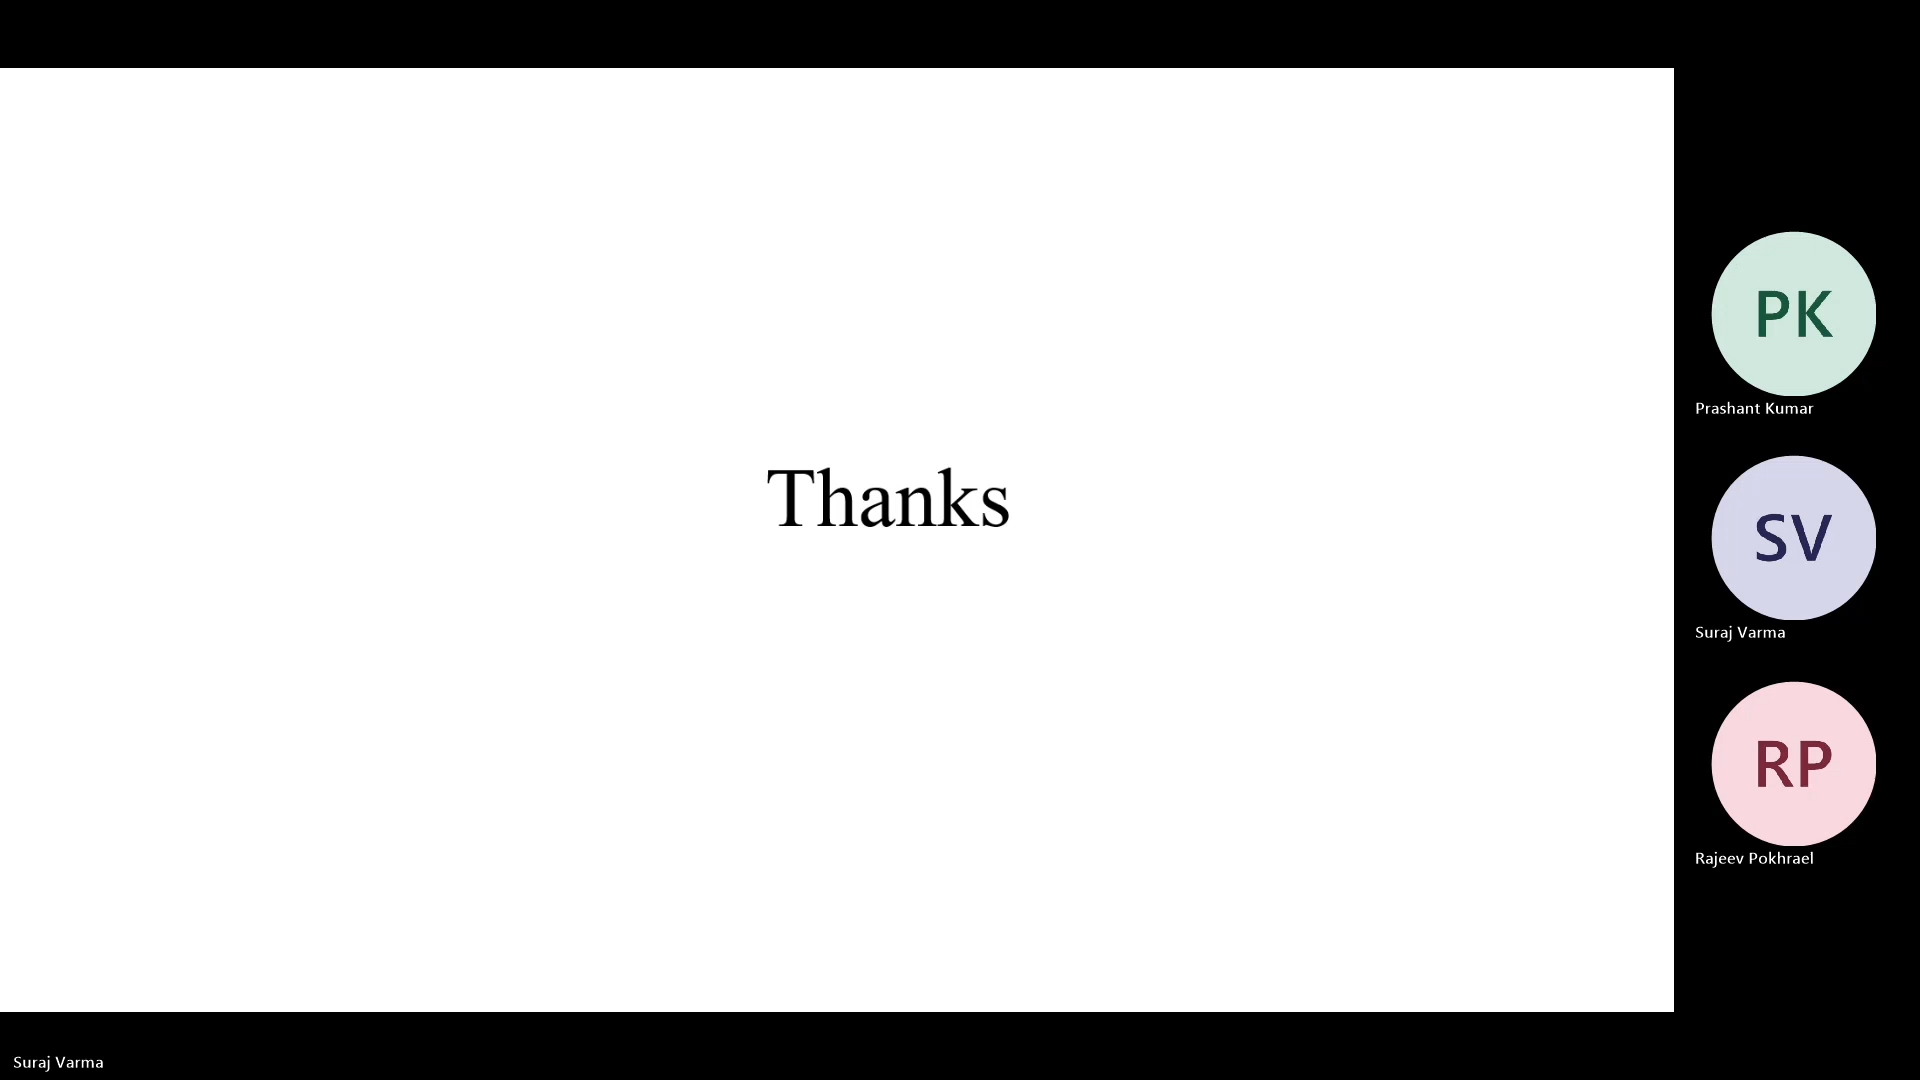 Thanks
PK
Prashant Kumar
SV
Suraj Varma
RP
Rajeev Pokhrael
Suraj Varma